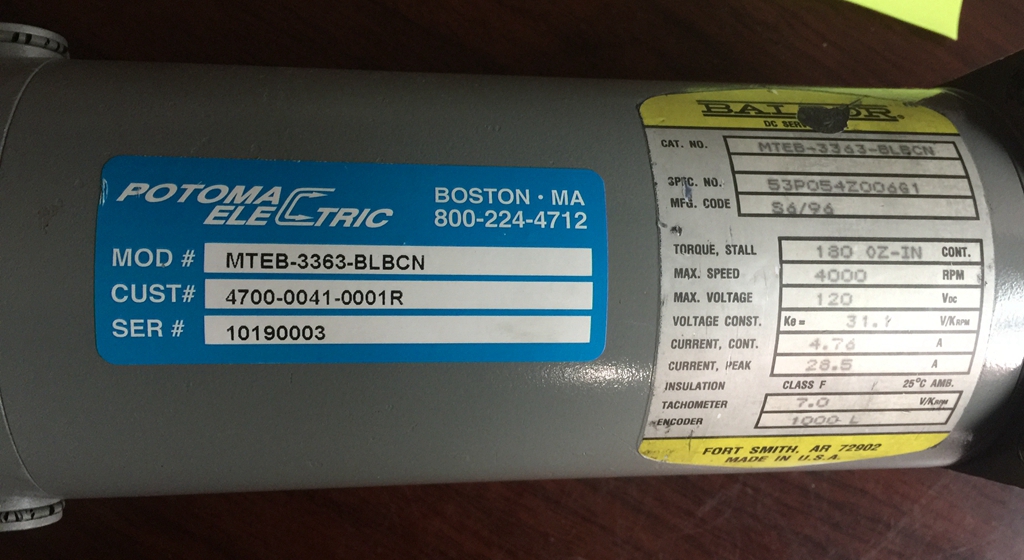 POTOMAC ELECTRIC
BOSTON • MA
800-224-4712
MOD # MTEB-3363-BLBCN
CUST# 4700-0041-0001R
SER # 10190003
DC
CAT. NO. MTEB-3363-BLBCN
SPEC. NO. 53P054Z006G1
MFG. CODE S6/96
TORQUE, STALL 180 OZ-IN CONT.
MAX. SPEED 4000 RPM
MAX. VOLTAGE 120 VDC
VOLTAGE CONST. Ke = V/KRPM
CURRENT, CONT. 4.76 A
CURRENT, PEAK 28.5 A
INSULATION CLASS F 25°C AMB.
TACHOMETER 7.0 V/KRPM
ENCODER 1000 L
FORT SMITH, AR 72902
MADE IN U.S.A.